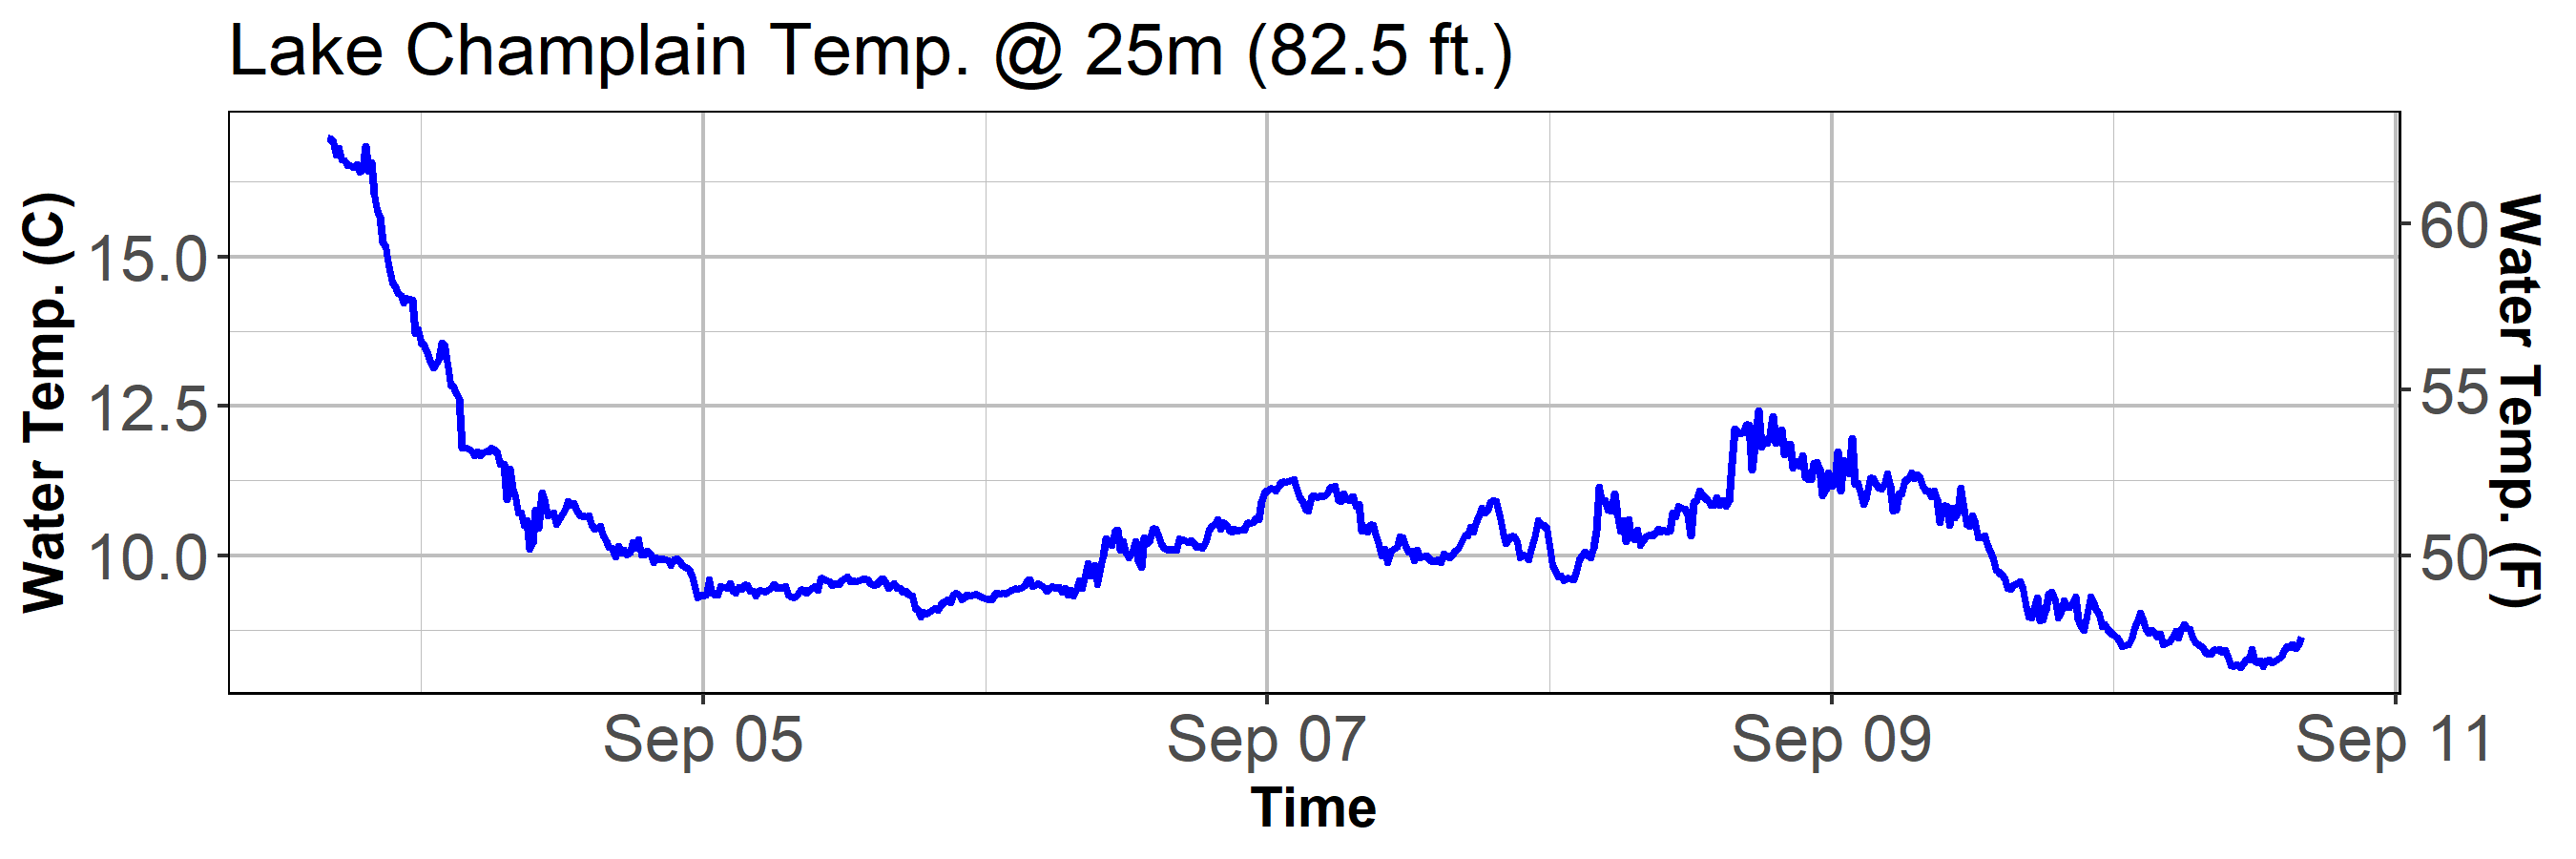 Lake Champlain Temp. @ 25m (82.5 ft.)
Water Temp. (C)
15.0
12.5
10.0
60
55
50
Water Temp. (F)
Sep 05 Sep 07 Sep 09 Sep 11
Time